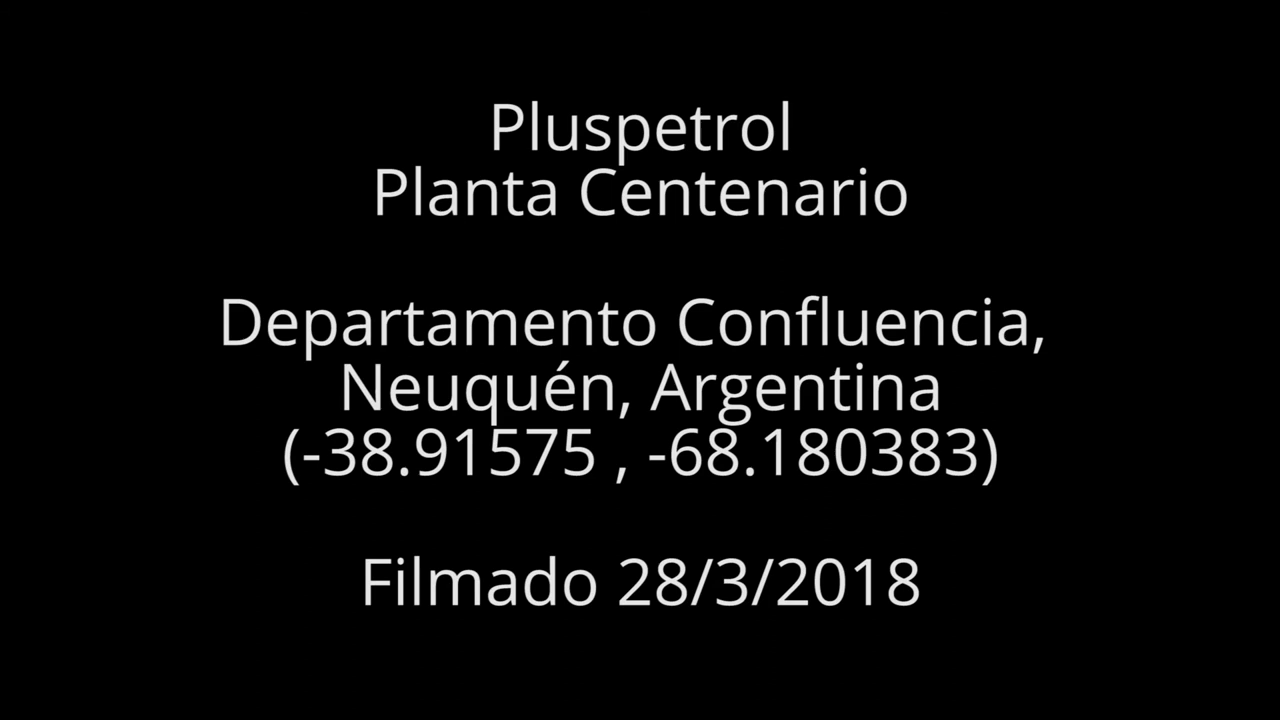 Pluspetrol
Planta Centenario
Departamento Confluencia,
Neuquén, Argentina
(-38.91575 , -68.180383)
Filmado 28/3/2018